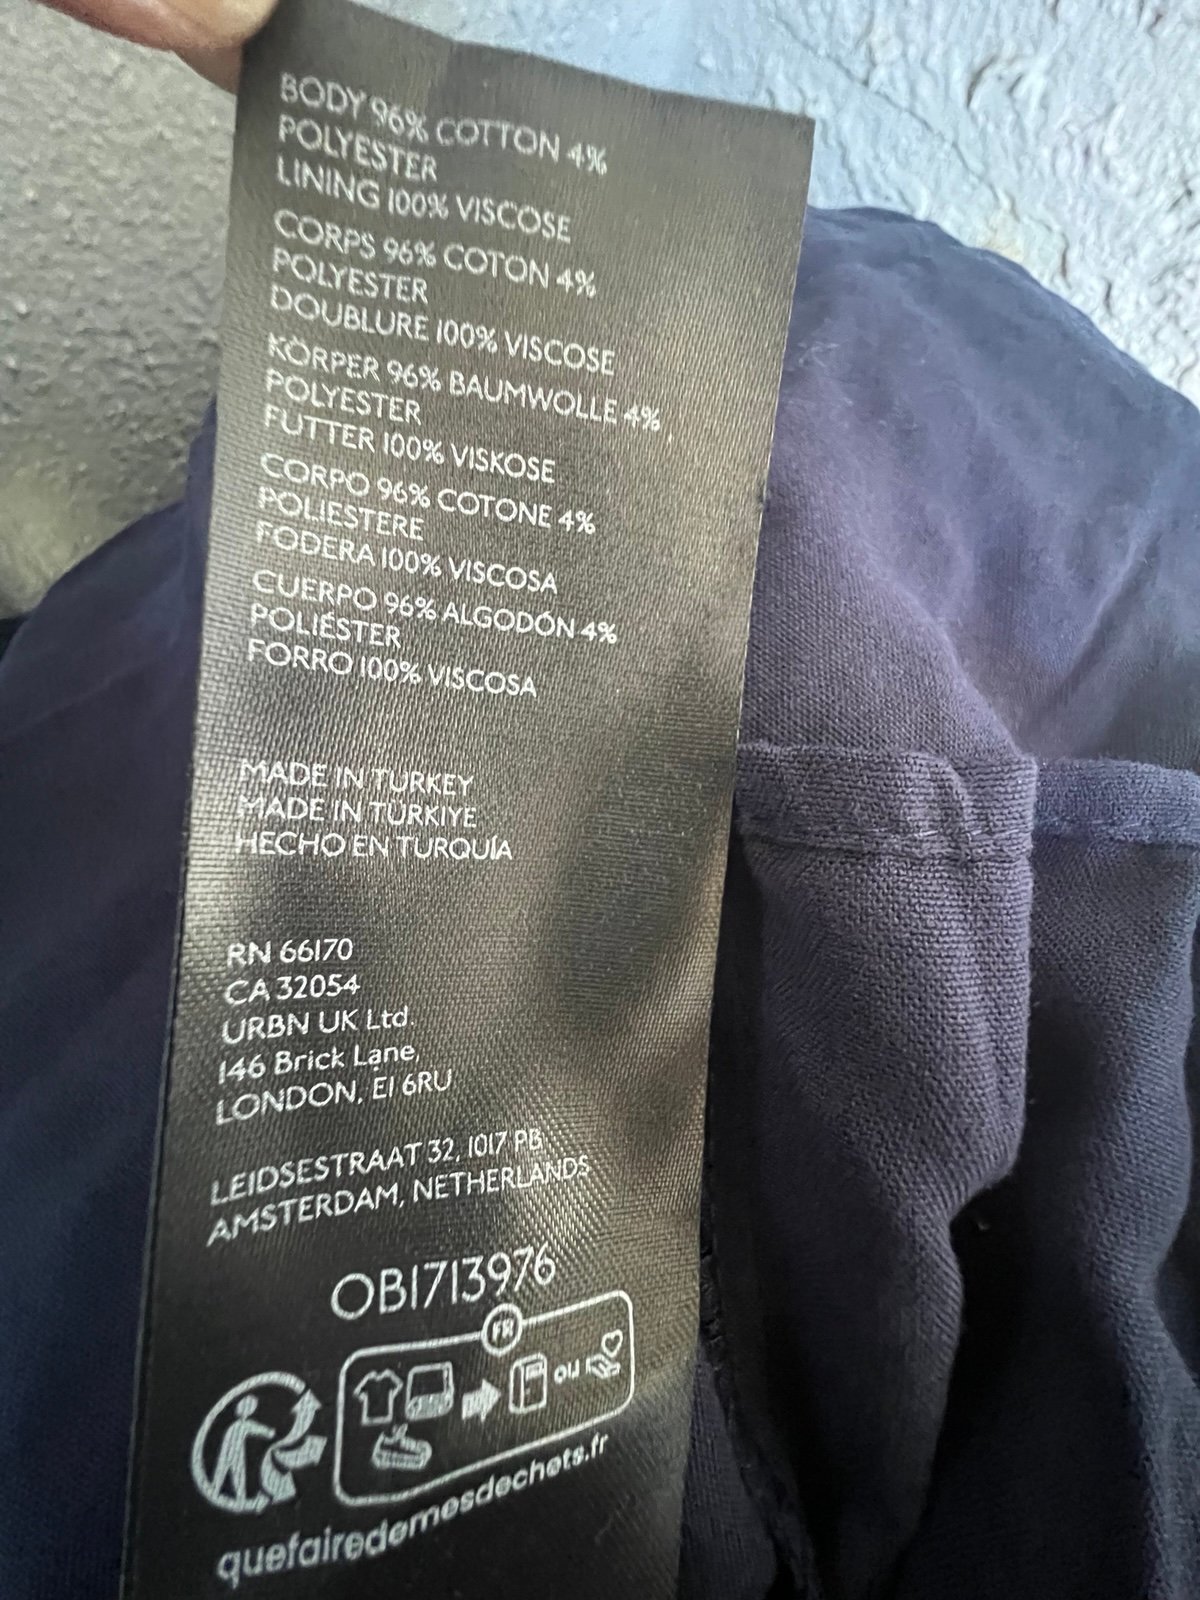 BODY 96% COTTON 4%
POLYESTER
LINING 100% VISCOSE
CORPS 96% COTON 4%
POLYESTER
DOUBLURE 100% VISCOSE
KÖRPER 96% BAUMWOLLE 4%
POLYESTER
FUTTER 100% VISKOSE
CORPO 96% COTONE 4%
POLIESTERE
FODERA 100% VISCOSA
CUERPO 96% ALGODÓN 4%
POLIÉSTER
FORRO 100% VISCOSA
MADE IN TURKEY
MADE IN TÜRKIYE
HECHO EN TURQUÍA
RN 66170
CA 32054
URBN UK Ltd.
146 Brick Lane,
LONDON, E1 6RU
LEIDSESTRAAT 32, 1017 PB
AMSTERDAM, NETHERLANDS
OB1713976
FR
ou
quefairedemesdechets.fr